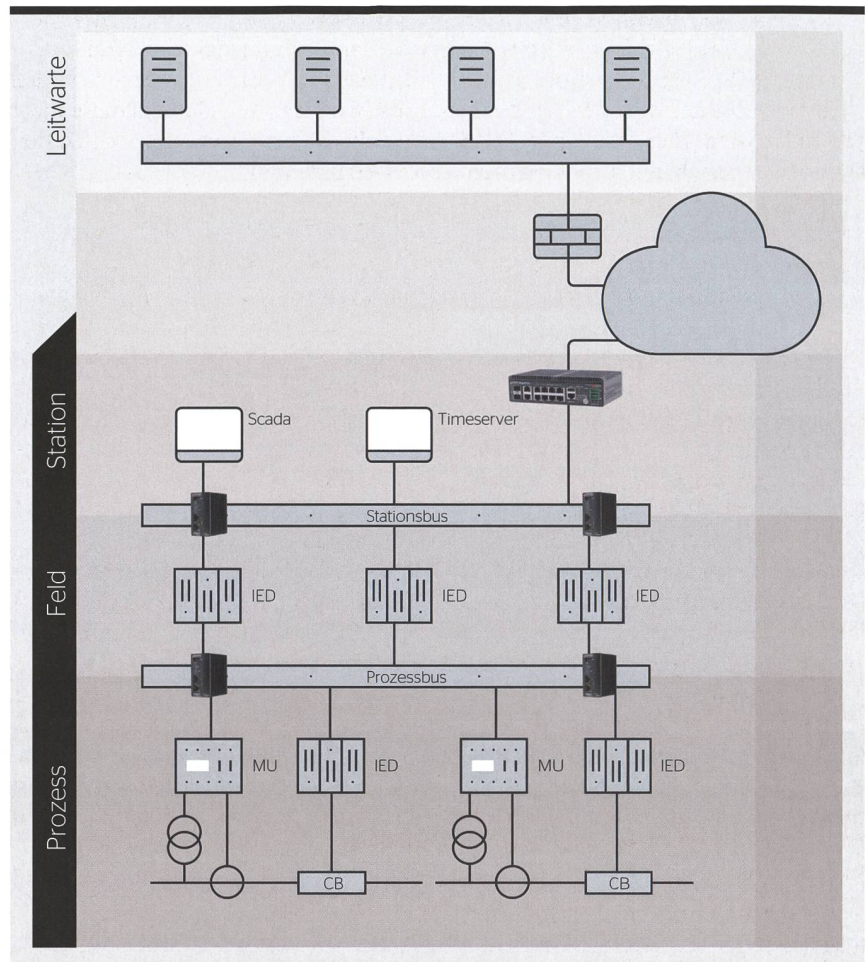 Leitwarte
Station
Scada
Timeserver
Stationsbus
Feld
IED
IED
IED
Prozessbus
Prozess
MU
IED
MU
IED
CB
CB